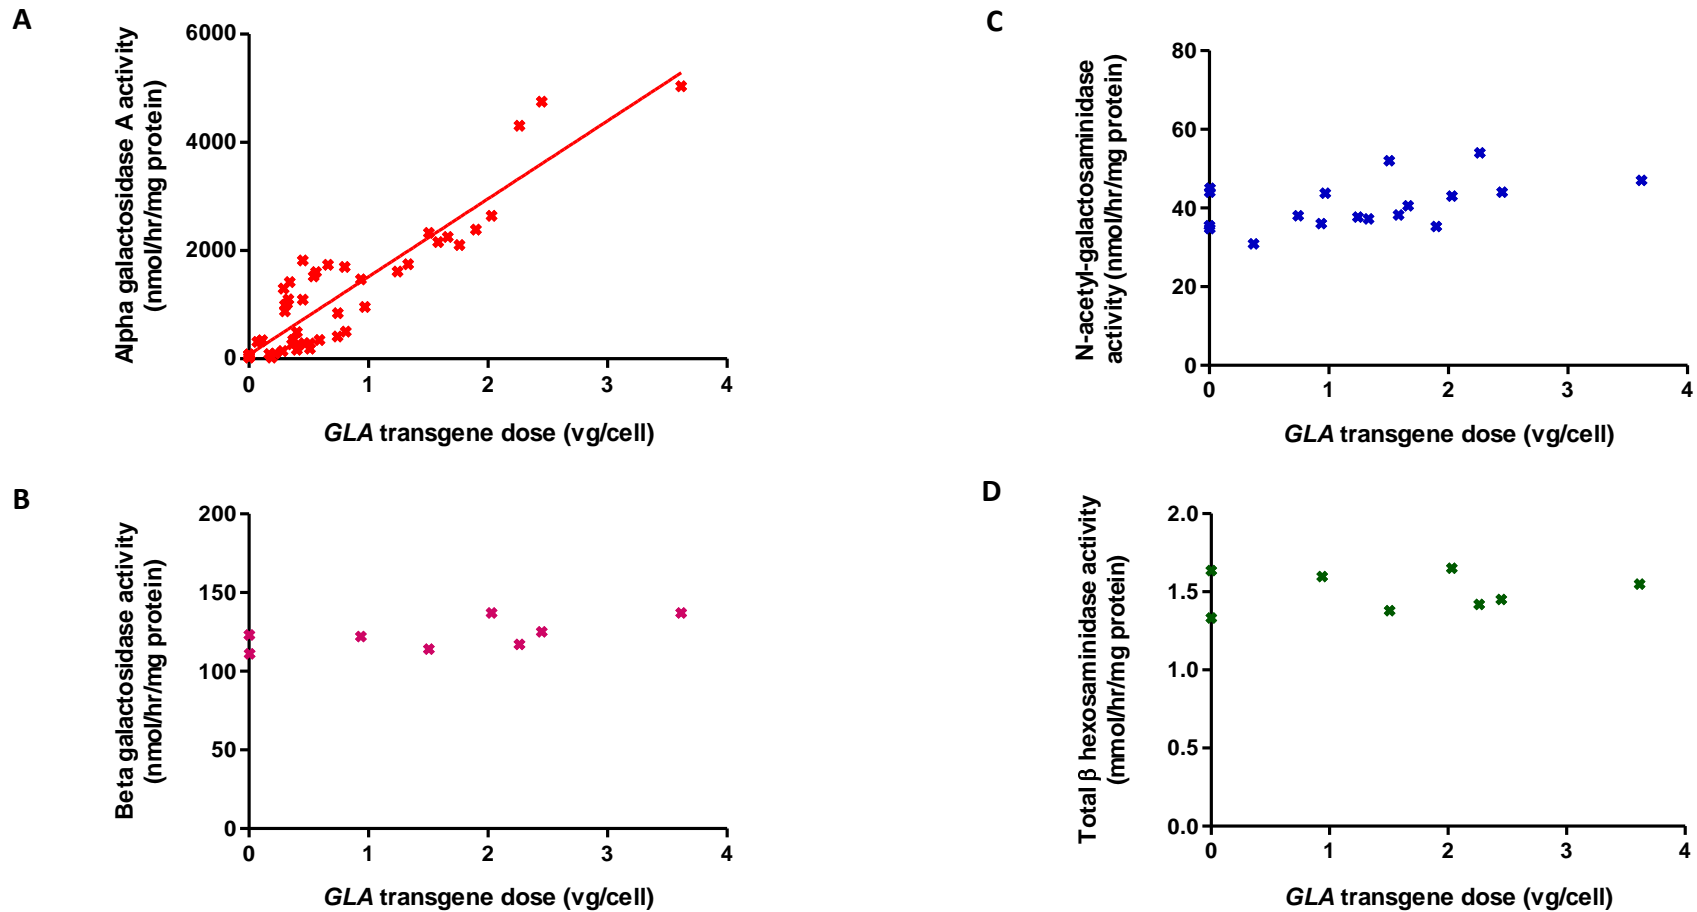 A
Alpha galactosidase A activity
(nmol/hr/mg protein)
6000
4000
2000
0
0 1 2 3 4
GLA transgene dose (vg/cell)
B
Beta galactosidase activity
(nmol/hr/mg protein)
200
150
100
50
0
0 1 2 3 4
GLA transgene dose (vg/cell)
C
N-acetyl-galactosaminidase
activity (nmol/hr/mg protein)
80
60
40
20
0
0 1 2 3 4
GLA transgene dose (vg/cell)
D
Total β hexosaminidase activity
(mmol/hr/mg protein)
2.0
1.5
1.0
0.5
0.0
0 1 2 3 4
GLA transgene dose (vg/cell)